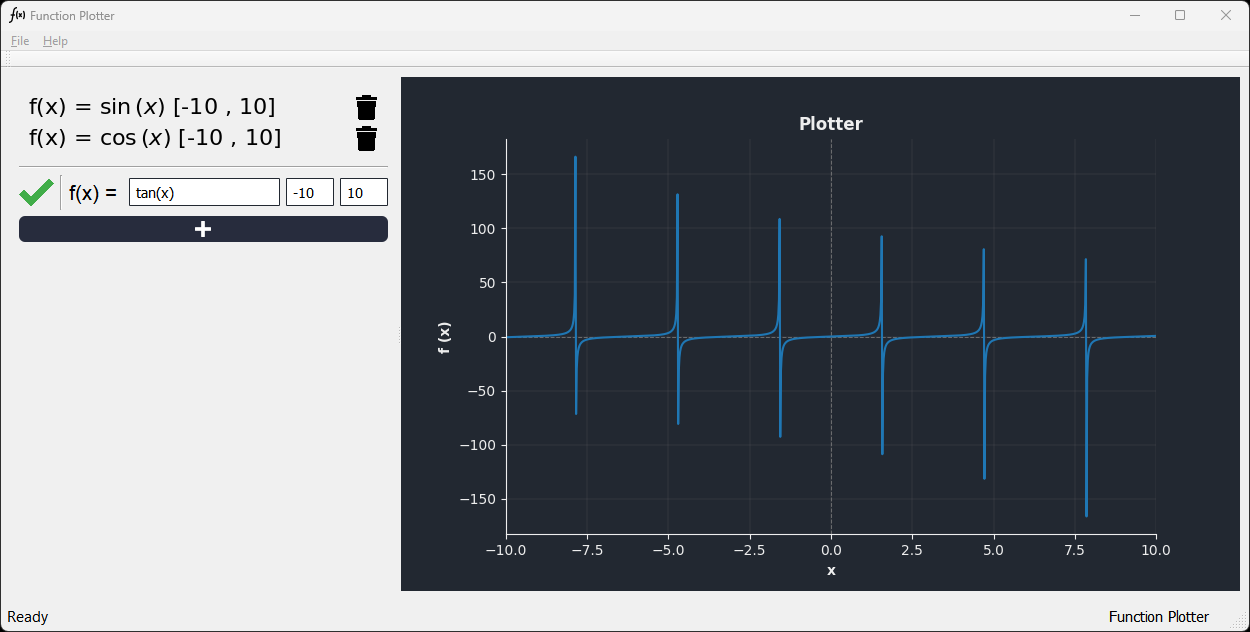 f(x) Function Plotter
File Help
f(x) = sin (x) [-10 , 10]
f(x) = cos (x) [-10 , 10]
f(x) = tan(x) -10 10
Plotter
150
100
50
0
−50
−100
−150
f (x)
−10.0 −7.5 −5.0 −2.5 0.0 2.5 5.0 7.5 10.0
x
Ready Function Plotter